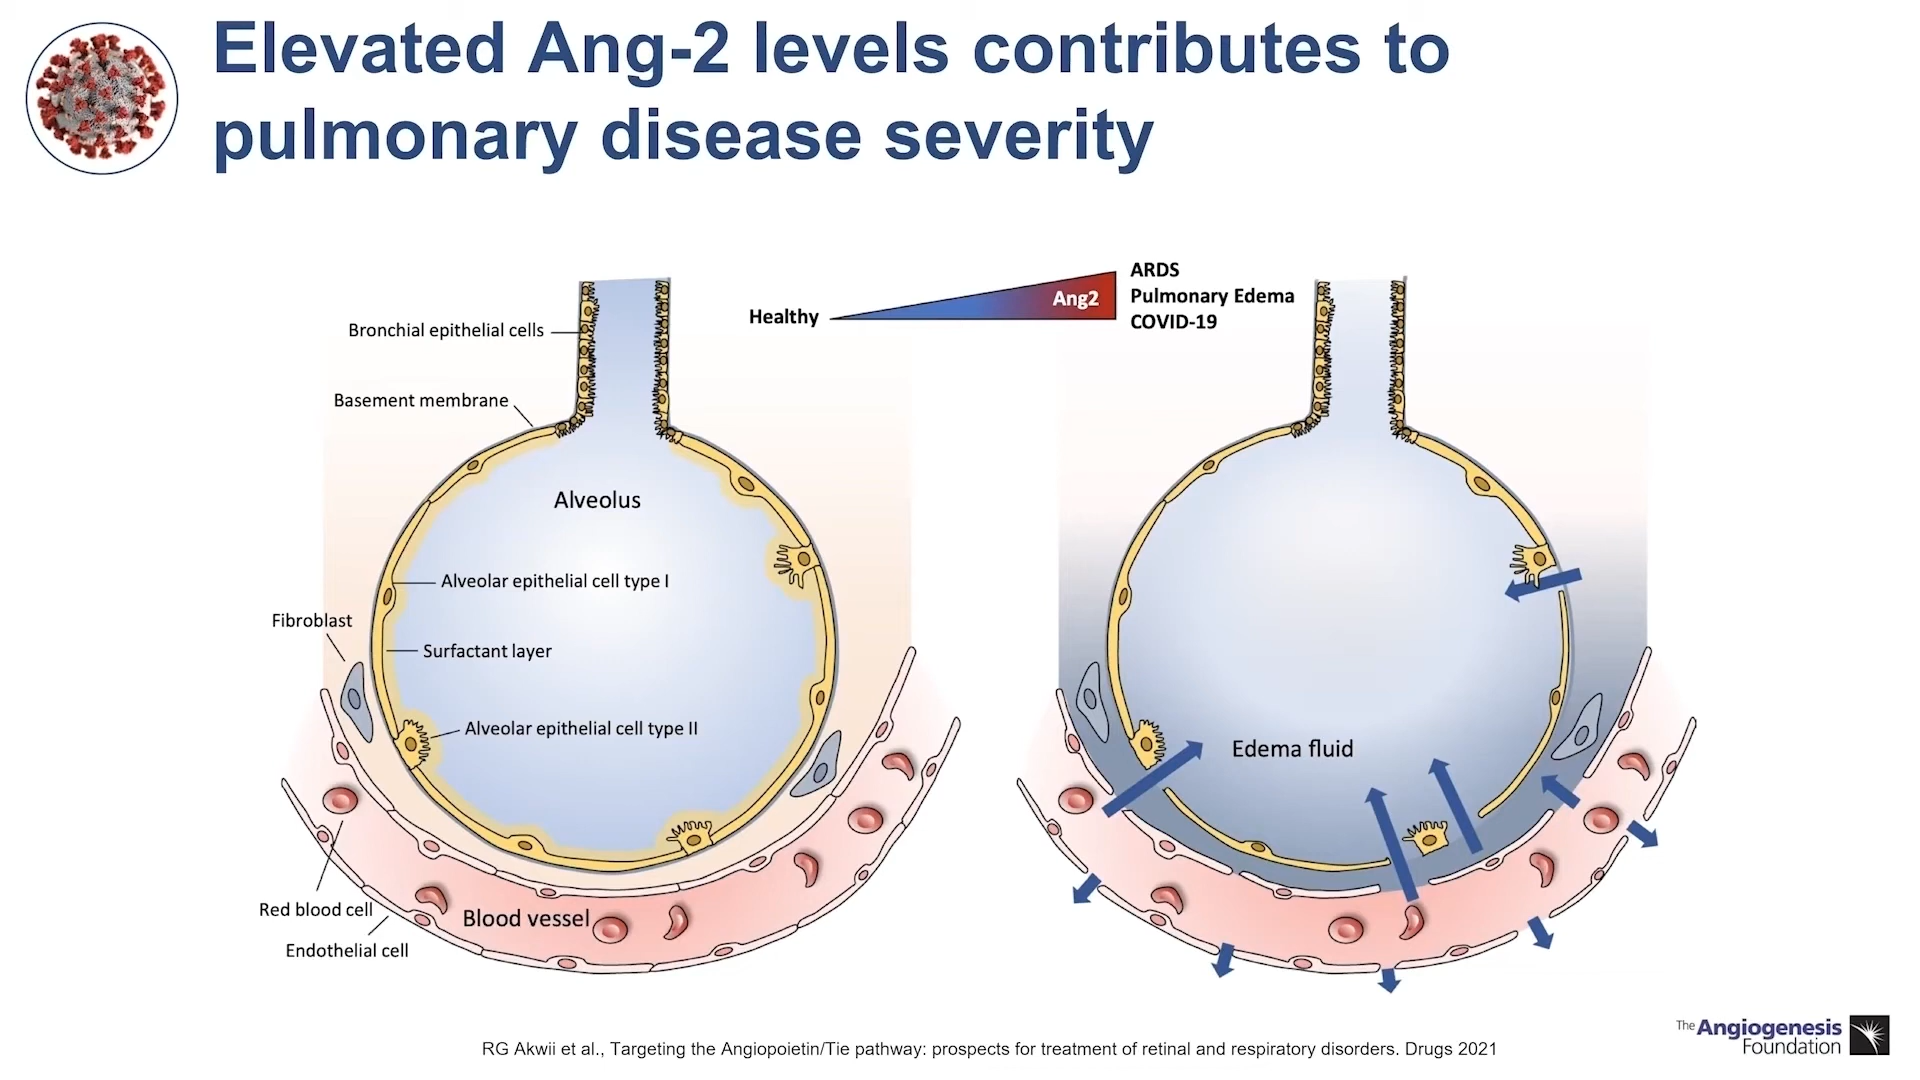 Elevated Ang-2 levels contributes to
pulmonary disease severity
Healthy
Ang2
ARDS
Pulmonary Edema
COVID-19
Bronchial epithelial cells
Basement membrane
Alveolus
Alveolar epithelial cell type I
Fibroblast
Surfactant layer
Alveolar epithelial cell type II
Red blood cell
Blood vessel
Endothelial cell
Edema fluid
The Angiogenesis
Foundation
RG Akwii et al., Targeting the Angiopoietin/Tie pathway: prospects for treatment of retinal and respiratory disorders. Drugs 2021